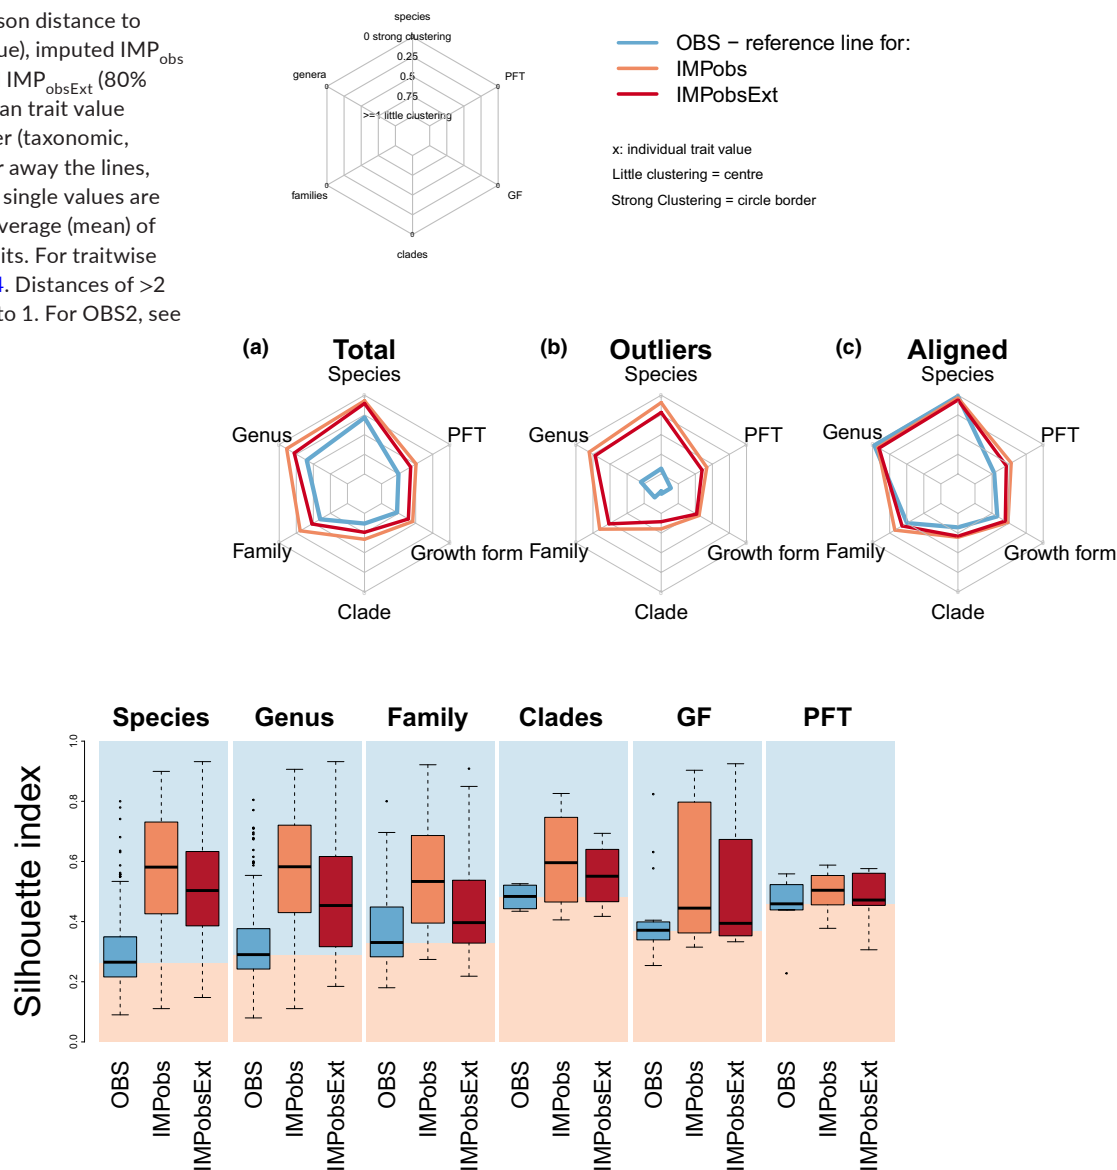 son distance to
ue), imputed IMPobs
IMPobsExt (80%
an trait value
er (taxonomic,
r away the lines,
single values are
verage (mean) of
its. For traitwise
4. Distances of >2
to 1. For OBS2, see
species
0 strong clustering
0.25
0.5
0.75
>=1 little clustering
genera
PFT
0
0
families
GF
0
0
0
clades
OBS − reference line for:
IMPobs
IMPobsExt
x: individual trait value
Little clustering = centre
Strong Clustering = circle border
(a) Total
Species
Genus
PFT
Family
Growth form
Clade
(b) Outliers
Species
Genus
PFT
Family
Growth form
Clade
(c) Aligned
Species
Genus
PFT
Family
Growth form
Clade
Species Genus Family Clades GF PFT
Silhouette index
1.0
0.8
0.6
0.4
0.2
0.0
OBS
IMPobs
IMPobsExt
OBS
IMPobs
IMPobsExt
OBS
IMPobs
IMPobsExt
OBS
IMPobs
IMPobsExt
OBS
IMPobs
IMPobsExt
OBS
IMPobs
IMPobsExt